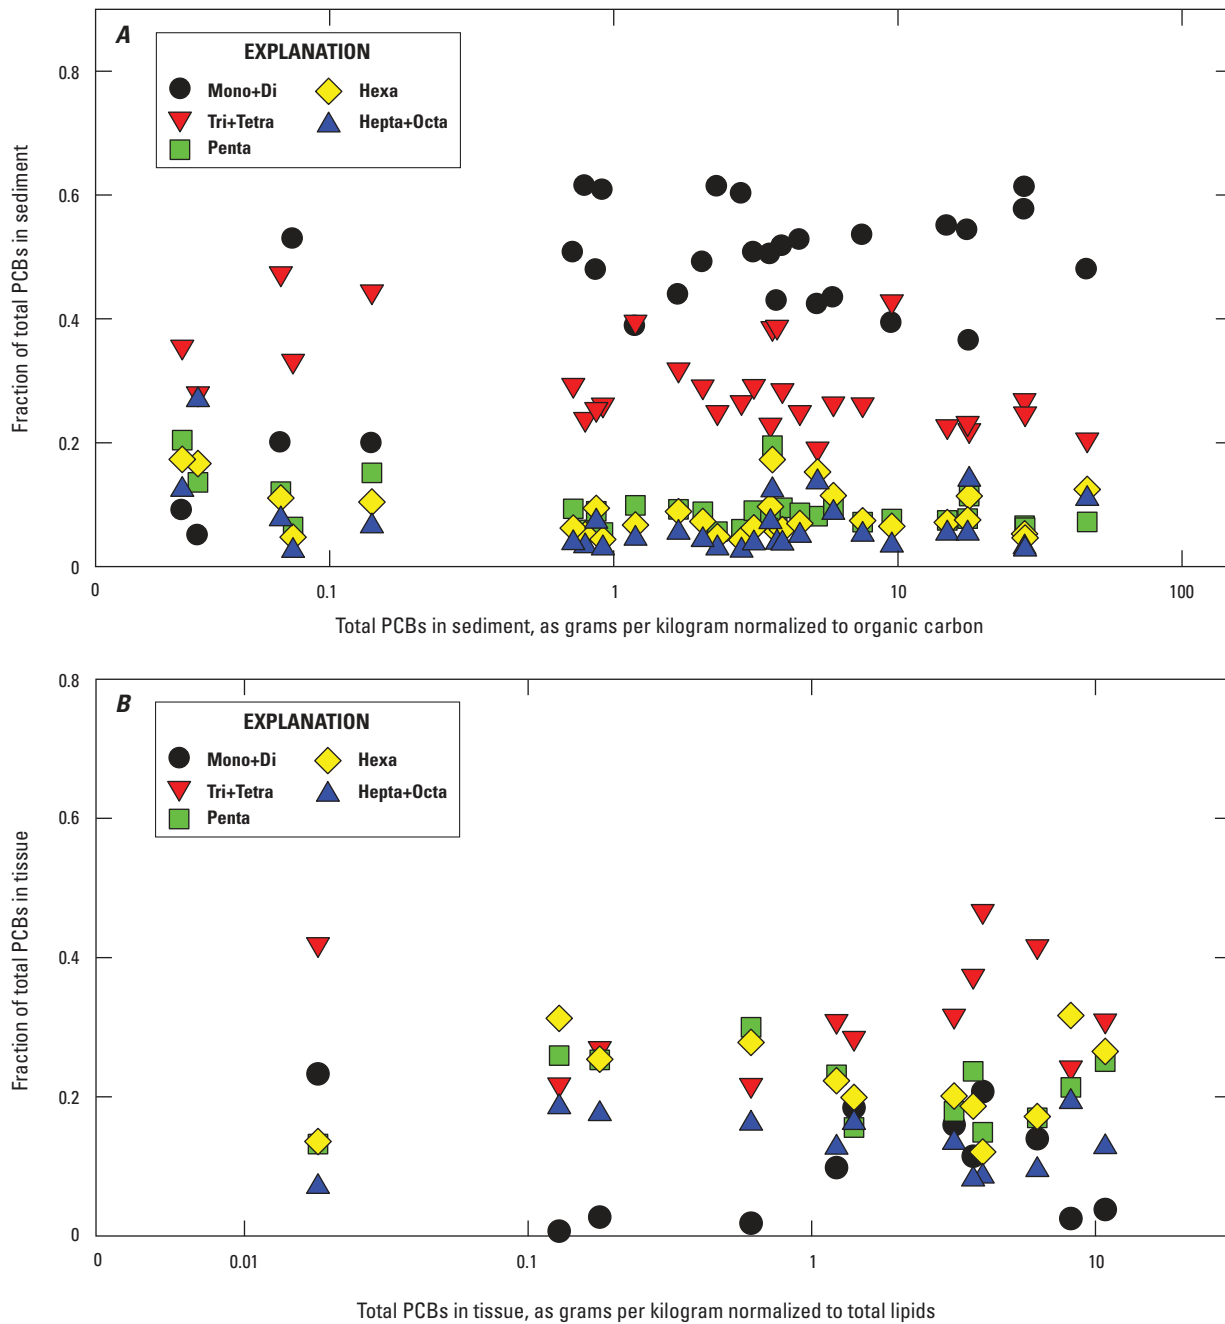 A
EXPLANATION
Mono+Di
Hexa
Tri+Tetra
Hepta+Octa
Penta
Fraction of total PCBs in sediment
0.8
0.6
0.4
0.2
0
0 0.1 1 10 100
Total PCBs in sediment, as grams per kilogram normalized to organic carbon
B
EXPLANATION
Mono+Di
Hexa
Tri+Tetra
Hepta+Octa
Penta
Fraction of total PCBs in tissue
0.8
0.6
0.4
0.2
0
0 0.01 0.1 1 10
Total PCBs in tissue, as grams per kilogram normalized to total lipids